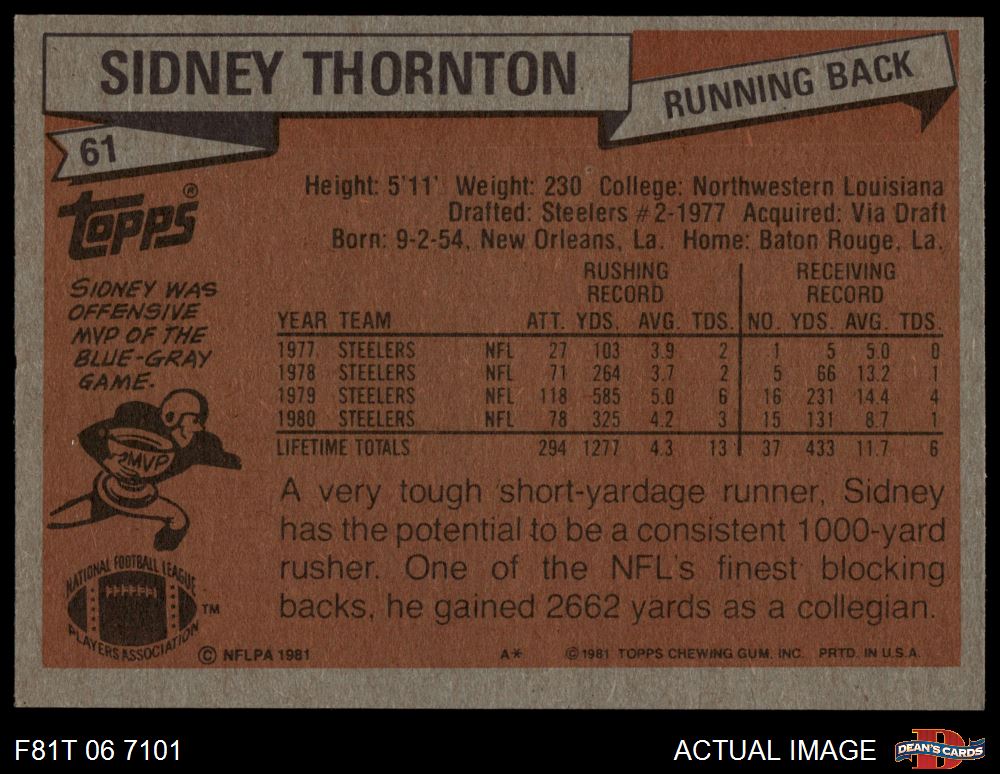 SIDNEY THORNTON
RUNNING BACK
61
TOPPS®
SIDNEY WAS
OFFENSIVE
MVP OF THE
BLUE-GRAY
GAME.
MVP
NATIONAL FOOTBALL LEAGUE
PLAYERS ASSOCIATION
TM
Height: 5'11' Weight: 230 College: Northwestern Louisiana
Drafted: Steelers #2-1977 Acquired: Via Draft
Born: 9-2-54, New Orleans, La. Home: Baton Rouge, La.
RUSHING RECEIVING
RECORD RECORD
YEAR TEAM ATT. YDS. AVG. TDS. NO. YDS. AVG. TDS.
1977 STEELERS NFL 27 103 3.9 2 1 5 5.0 0
1978 STEELERS NFL 71 264 3.7 2 5 66 13.2 1
1979 STEELERS NFL 118 585 5.0 6 16 231 14.4 4
1980 STEELERS NFL 78 325 4.2 3 15 131 8.7 1
LIFETIME TOTALS 294 1277 4.3 13 37 433 11.7 6
A very tough short-yardage runner, Sidney
has the potential to be a consistent 1000-yard
rusher. One of the NFL's finest blocking
backs, he gained 2662 yards as a collegian.
© NFLPA 1981 A* © 1981 TOPPS CHEWING GUM, INC. PRTD. IN U.S.A.
F81T 06 7101 ACTUAL IMAGE DEAN'S CARDS